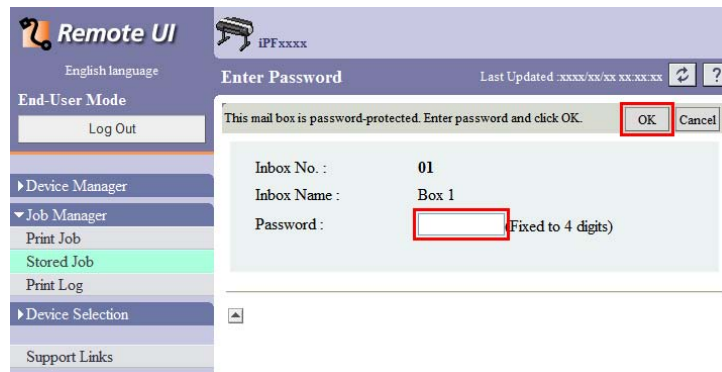 Remote UI
English language
End-User Mode
Log Out
Device Manager
Job Manager
Print Job
Stored Job
Print Log
Device Selection
Support Links
iPFxxxx
Enter Password
Last Updated :xxxx/xx/xx xx:xx:xx
?
This mail box is password-protected. Enter password and click OK.
OK
Cancel
Inbox No. : 01
Inbox Name : Box 1
Password : (Fixed to 4 digits)